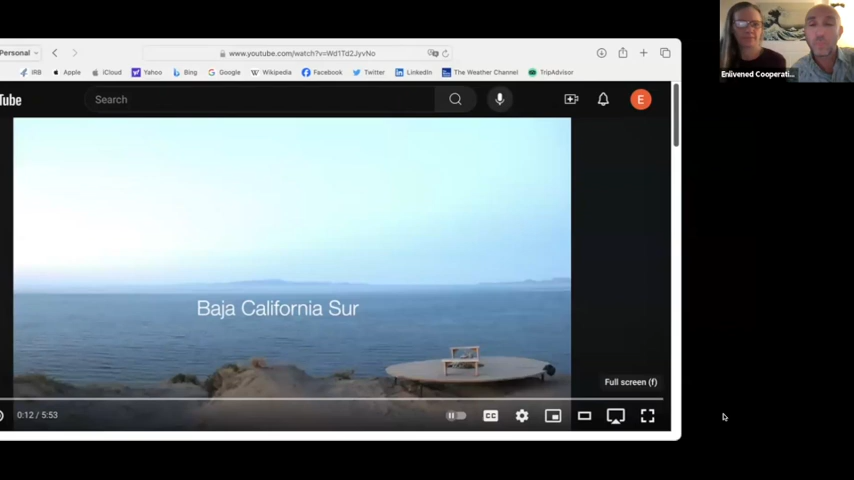 Personal
www.youtube.com/watch?v=Wd1Td2JyvNo
IRB Apple iCloud Yahoo Bing Google Wikipedia Facebook Twitter LinkedIn The Weather Channel TripAdvisor
Tube Search E
Enlivened Cooperati...
Baja California Sur
Full screen (f)
0:12 / 5:53
CC